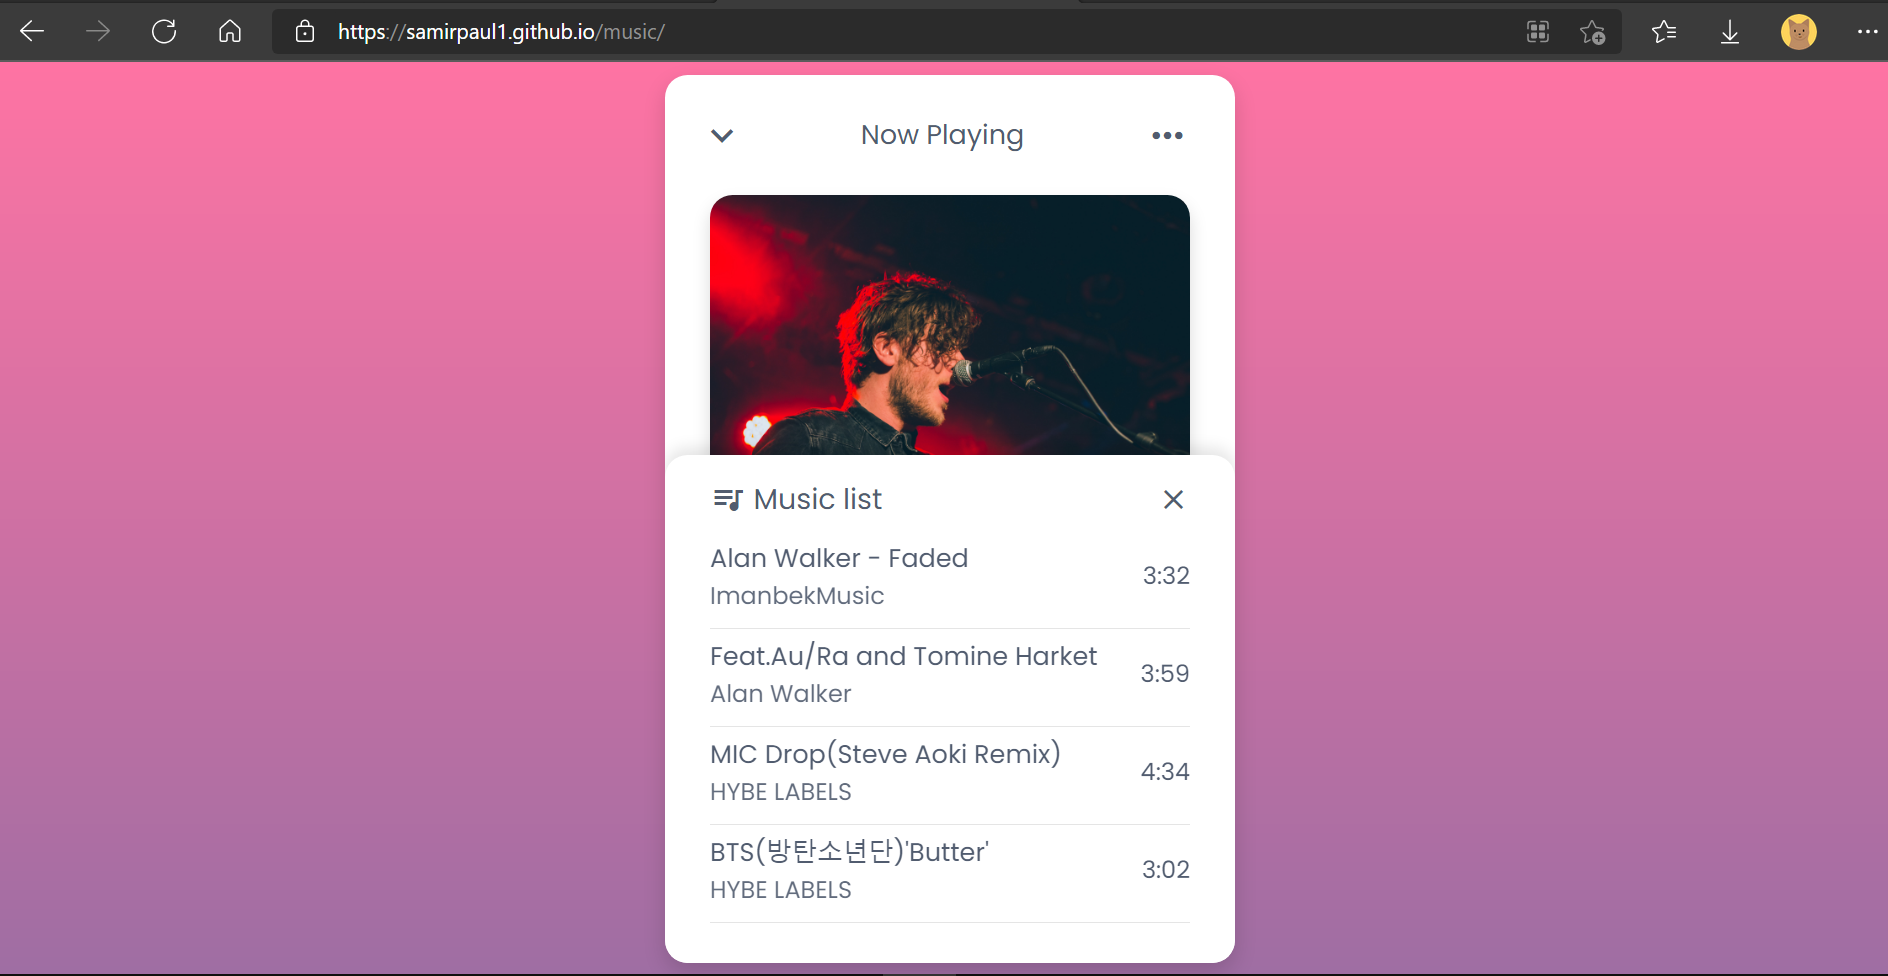 https://samirpaul1.github.io/music/
Now Playing
Music list
Alan Walker - Faded
ImanbekMusic
3:32
Feat.Au/Ra and Tomine Harket
Alan Walker
3:59
MIC Drop(Steve Aoki Remix)
HYBE LABELS
4:34
BTS(방탄소년단)'Butter'
HYBE LABELS
3:02